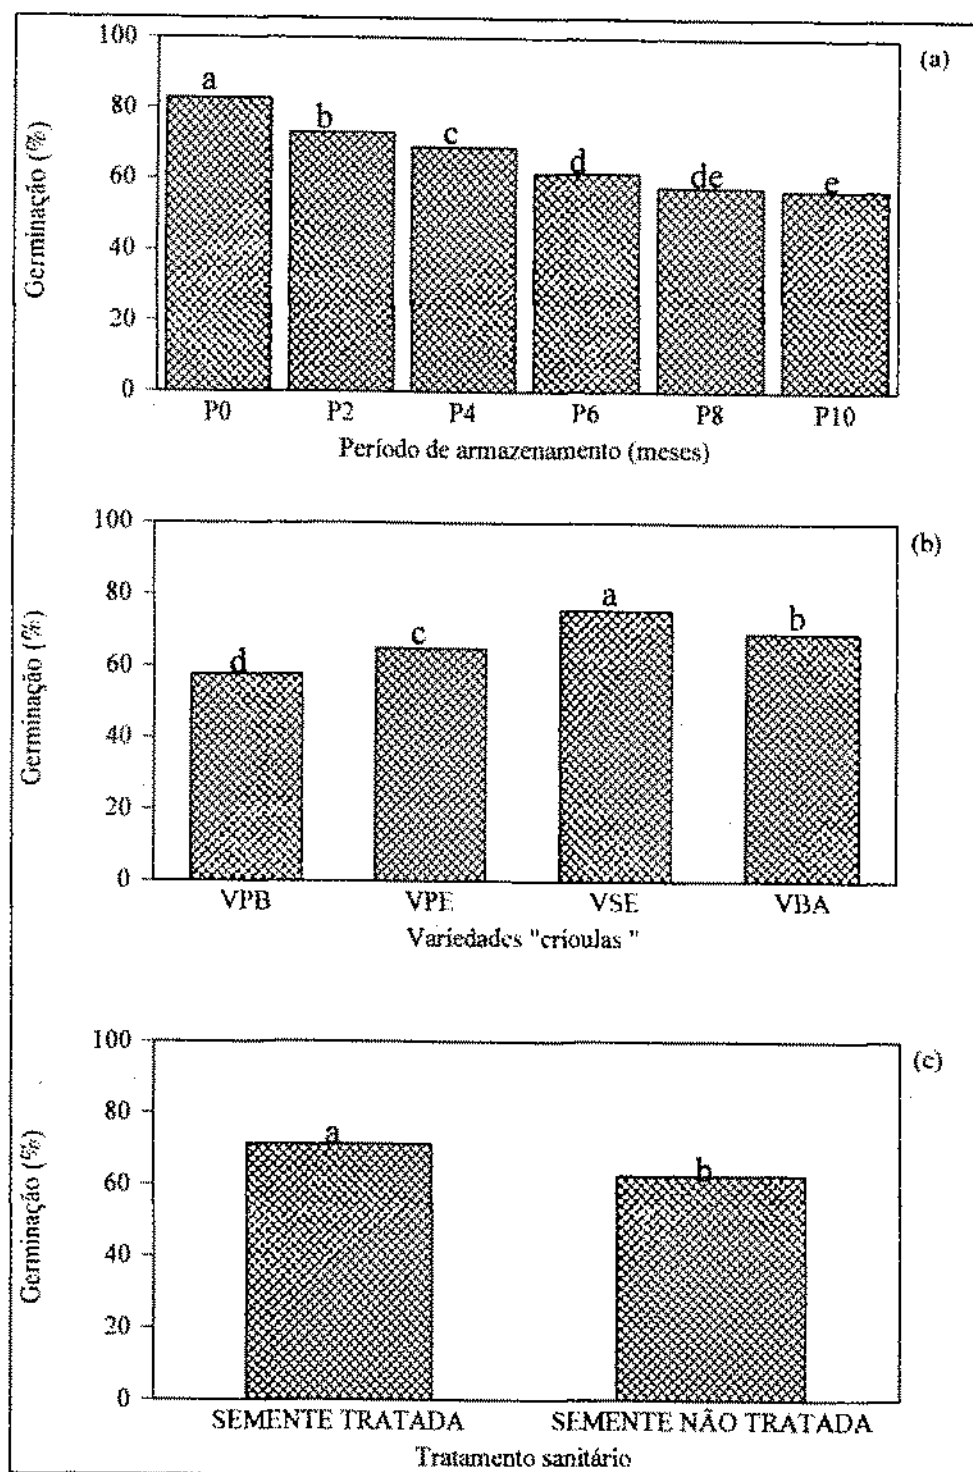 (a)
Germinação (%)
100
80
60
40
20
0
a
b
c
d
de
e
P0 P2 P4 P6 P8 P10
Período de armazenamento (meses)
(b)
Germinação (%)
100
80
60
40
20
0
d
c
a
b
VPB VPE VSE VBA
Variedades "crioulas "
(c)
Germinação (%)
100
80
60
40
20
0
a
b
SEMENTE TRATADA SEMENTE NÃO TRATADA
Tratamento sanitário